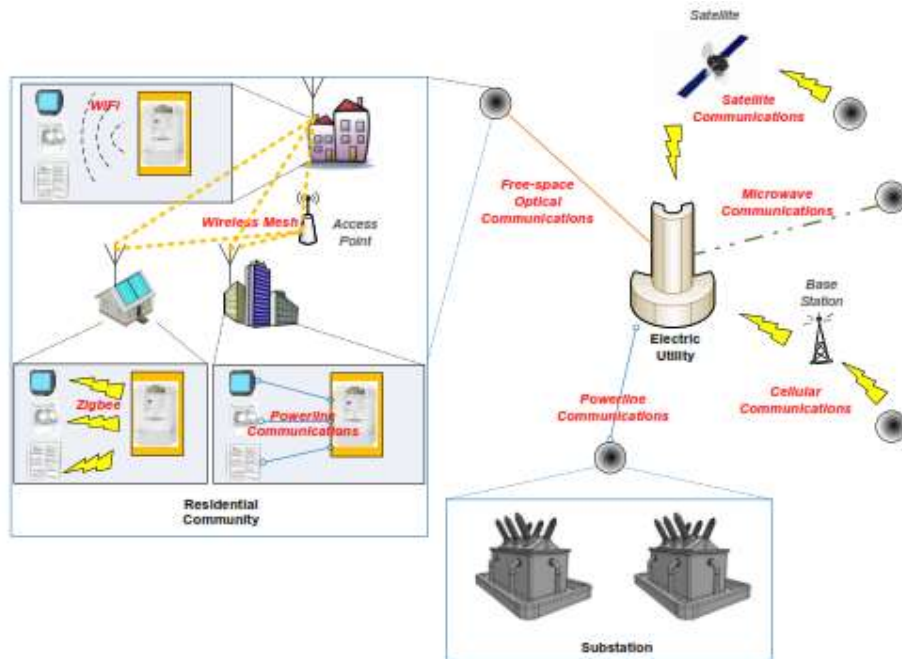 Satellite
WiFi
Satellite
Communications
Free-space
Optical
Communications
Microwave
Communications
Wireless Mesh
Access
Point
Base
Station
Electric
Utility
Zigbee
Powerline
Communications
Powerline
Communications
Cellular
Communications
Residential
Community
Substation